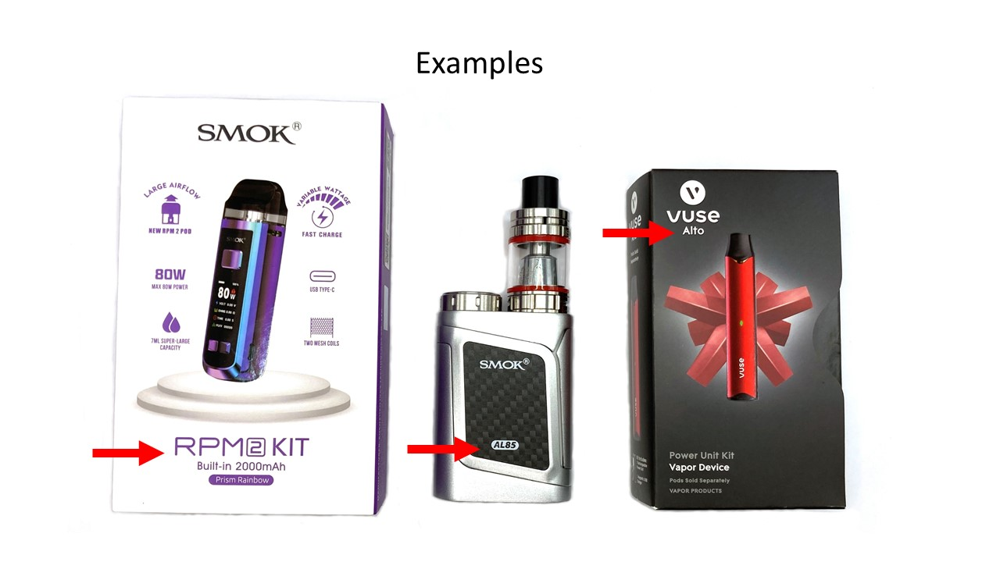 Examples
SMOK®
LARGE AIRFLOW
NEW RPM 2 POD
VARIABLE WATTAGE
FAST CHARGE
80W
MAX 80W POWER
USB TYPE-C
7ML SUPER-LARGE
CAPACITY
TWO MESH COILS
SMOK
80W
RPM2 KIT
Built-in 2000mAh
Prism Rainbow
SMOK®
AL85
vuse
Alto
vuse
Power Unit Kit
Vapor Device
Pods Sold Separately
VAPOR PRODUCTS